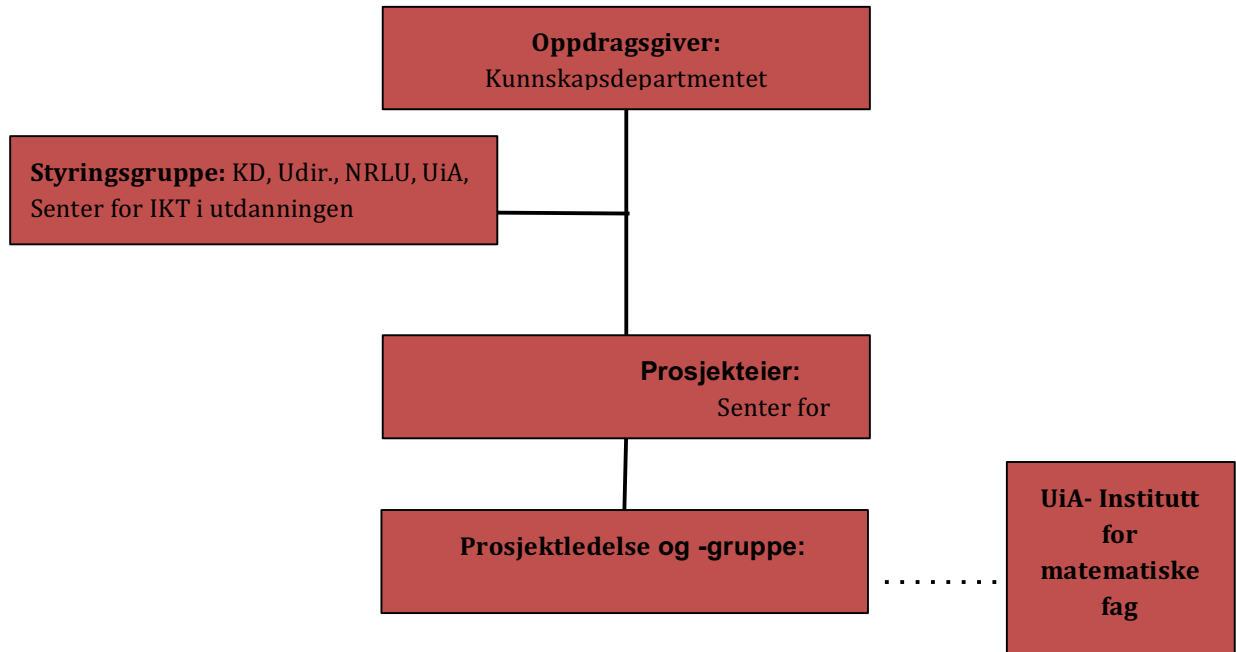 Oppdragsgiver:
Kunnskapsdepartmentet
Styringsgruppe: KD, Udir., NRLU, UiA,
Senter for IKT i utdanningen
Prosjekteier:
Senter for
Prosjektledelse og -gruppe:
UiA- Institutt
for
matematiske
fag